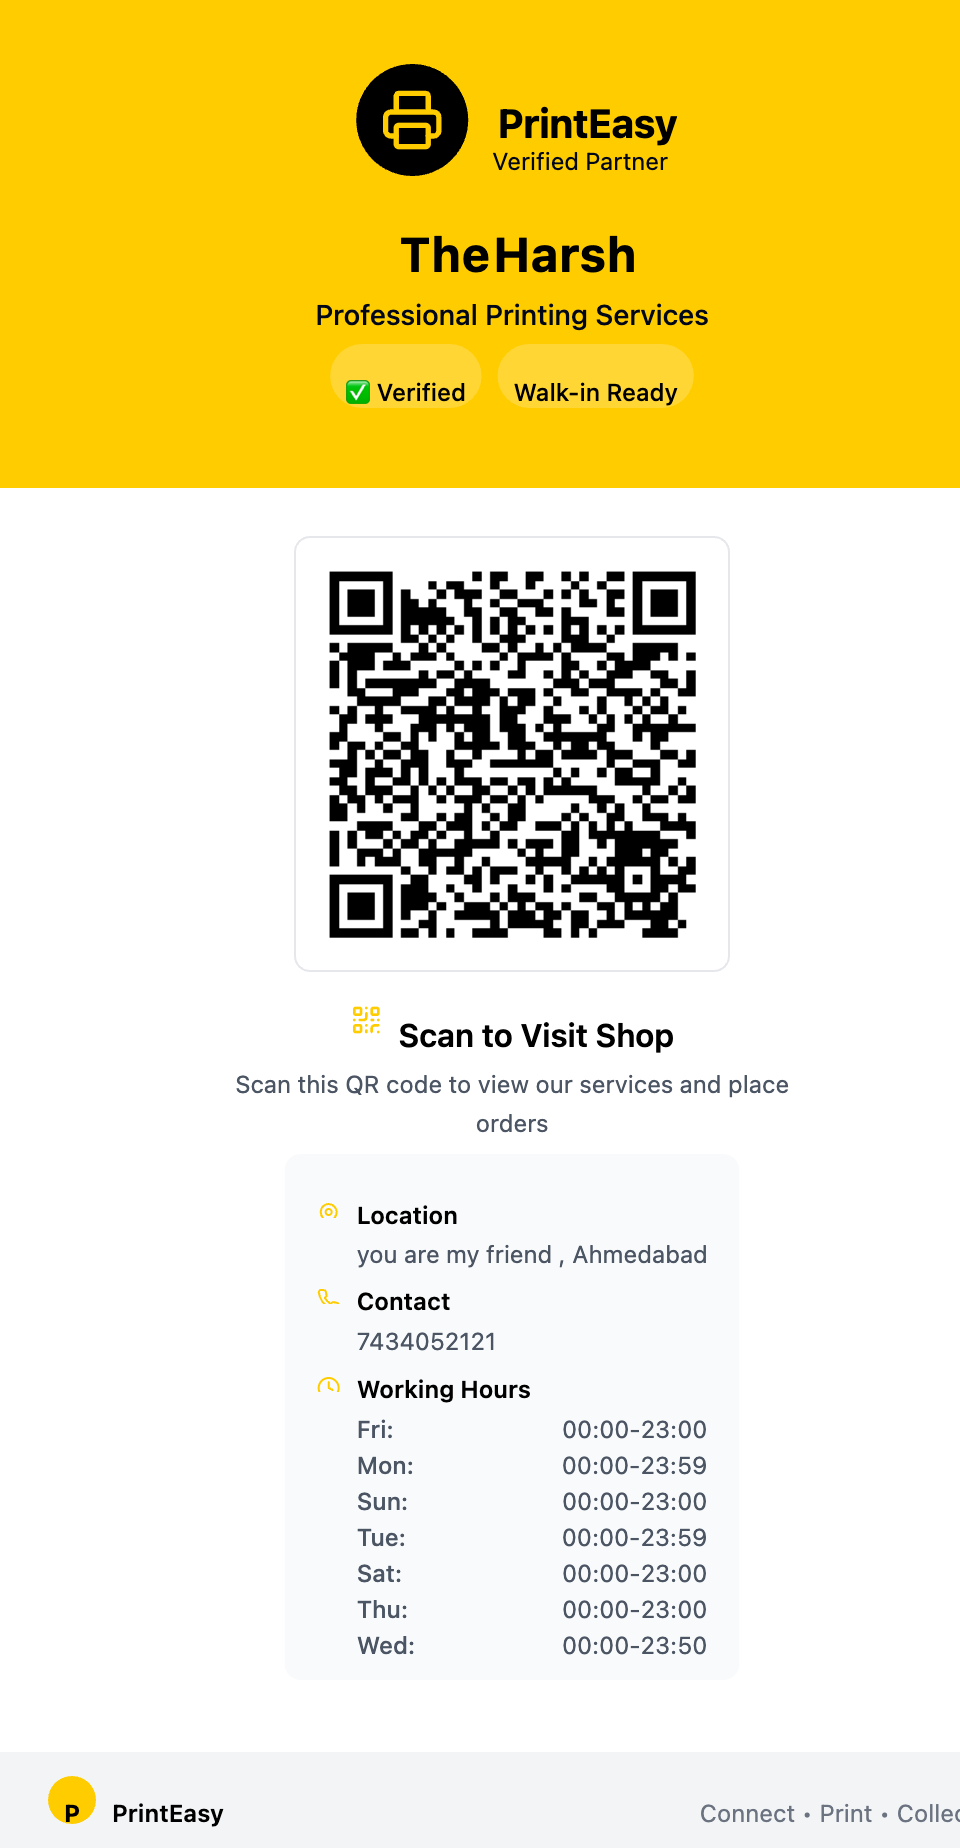 PrintEasy
Verified Partner
The Harsh
Professional Printing Services
✅ Verified
Walk-in Ready
Scan to Visit Shop
Scan this QR code to view our services and place
orders
Location
you are my friend , Ahmedabad
Contact
7434052121
Working Hours
Fri: 00:00-23:00
Mon: 00:00-23:59
Sun: 00:00-23:00
Tue: 00:00-23:59
Sat: 00:00-23:00
Thu: 00:00-23:00
Wed: 00:00-23:50
P PrintEasy
Connect • Print • Collec